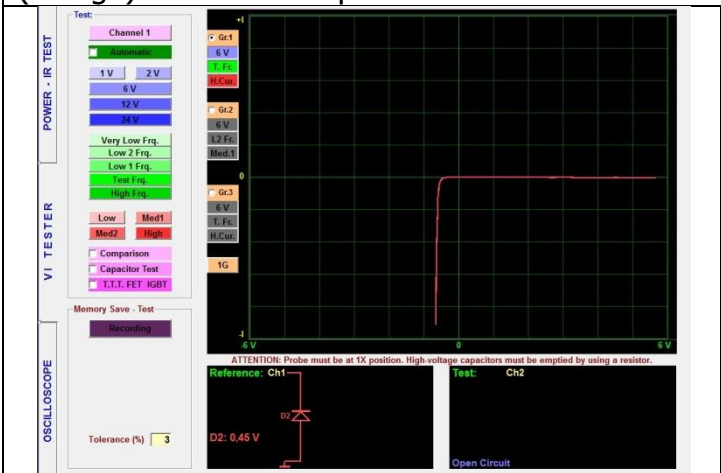 Test:
POWER - IR TEST
VI TESTER
OSCILLOSCOPE
Channel 1
Automatic
1 V 2 V
6 V
12 V
24 V
Very Low Frq.
Low 2 Frq.
Low 1 Frq.
Test Frq.
High Frq.
Low Med1
Med2 High
Comparison
Capacitor Test
T.T.T. FET IGBT
Memory Save - Test
Recording
Tolerance (%) 3
Gr.1
6 V
T. Fr.
H.Cur.
Gr.2
6 V
L2 Fr.
Med.1
Gr.3
6 V
T. Fr.
H.Cur.
1G
+I
0
-I
-6 V 0 6 V
ATTENTION: Probe must be at 1X position. High-voltage capacitors must be emptied by using a resistor.
Reference: Ch1
D2
D2: 0,45 V
Test: Ch2
Open Circuit